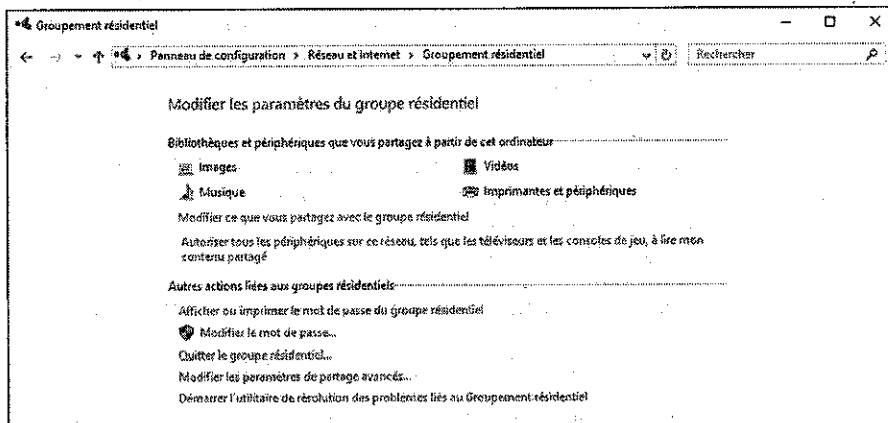 Groupement résidentiel
Panneau de configuration > Réseau et Internet > Groupement résidentiel
Rechercher
Modifier les paramètres du groupe résidentiel
Bibliothèques et périphériques que vous partagez à partir de cet ordinateur
Images
Vidéos
Musique
Imprimantes et périphériques
Modifier ce que vous partagez avec le groupe résidentiel
Autoriser tous les périphériques sur ce réseau, tels que les téléviseurs et les consoles de jeu, à lire mon
contenu partagé
Autres actions liées aux groupes résidentiels
Afficher ou imprimer le mot de passe du groupe résidentiel
Modifier le mot de passe...
Quitter le groupe résidentiel...
Modifier les paramètres de partage avancés...
Démarrer l'utilitaire de résolution des problèmes liés au Groupement résidentiel